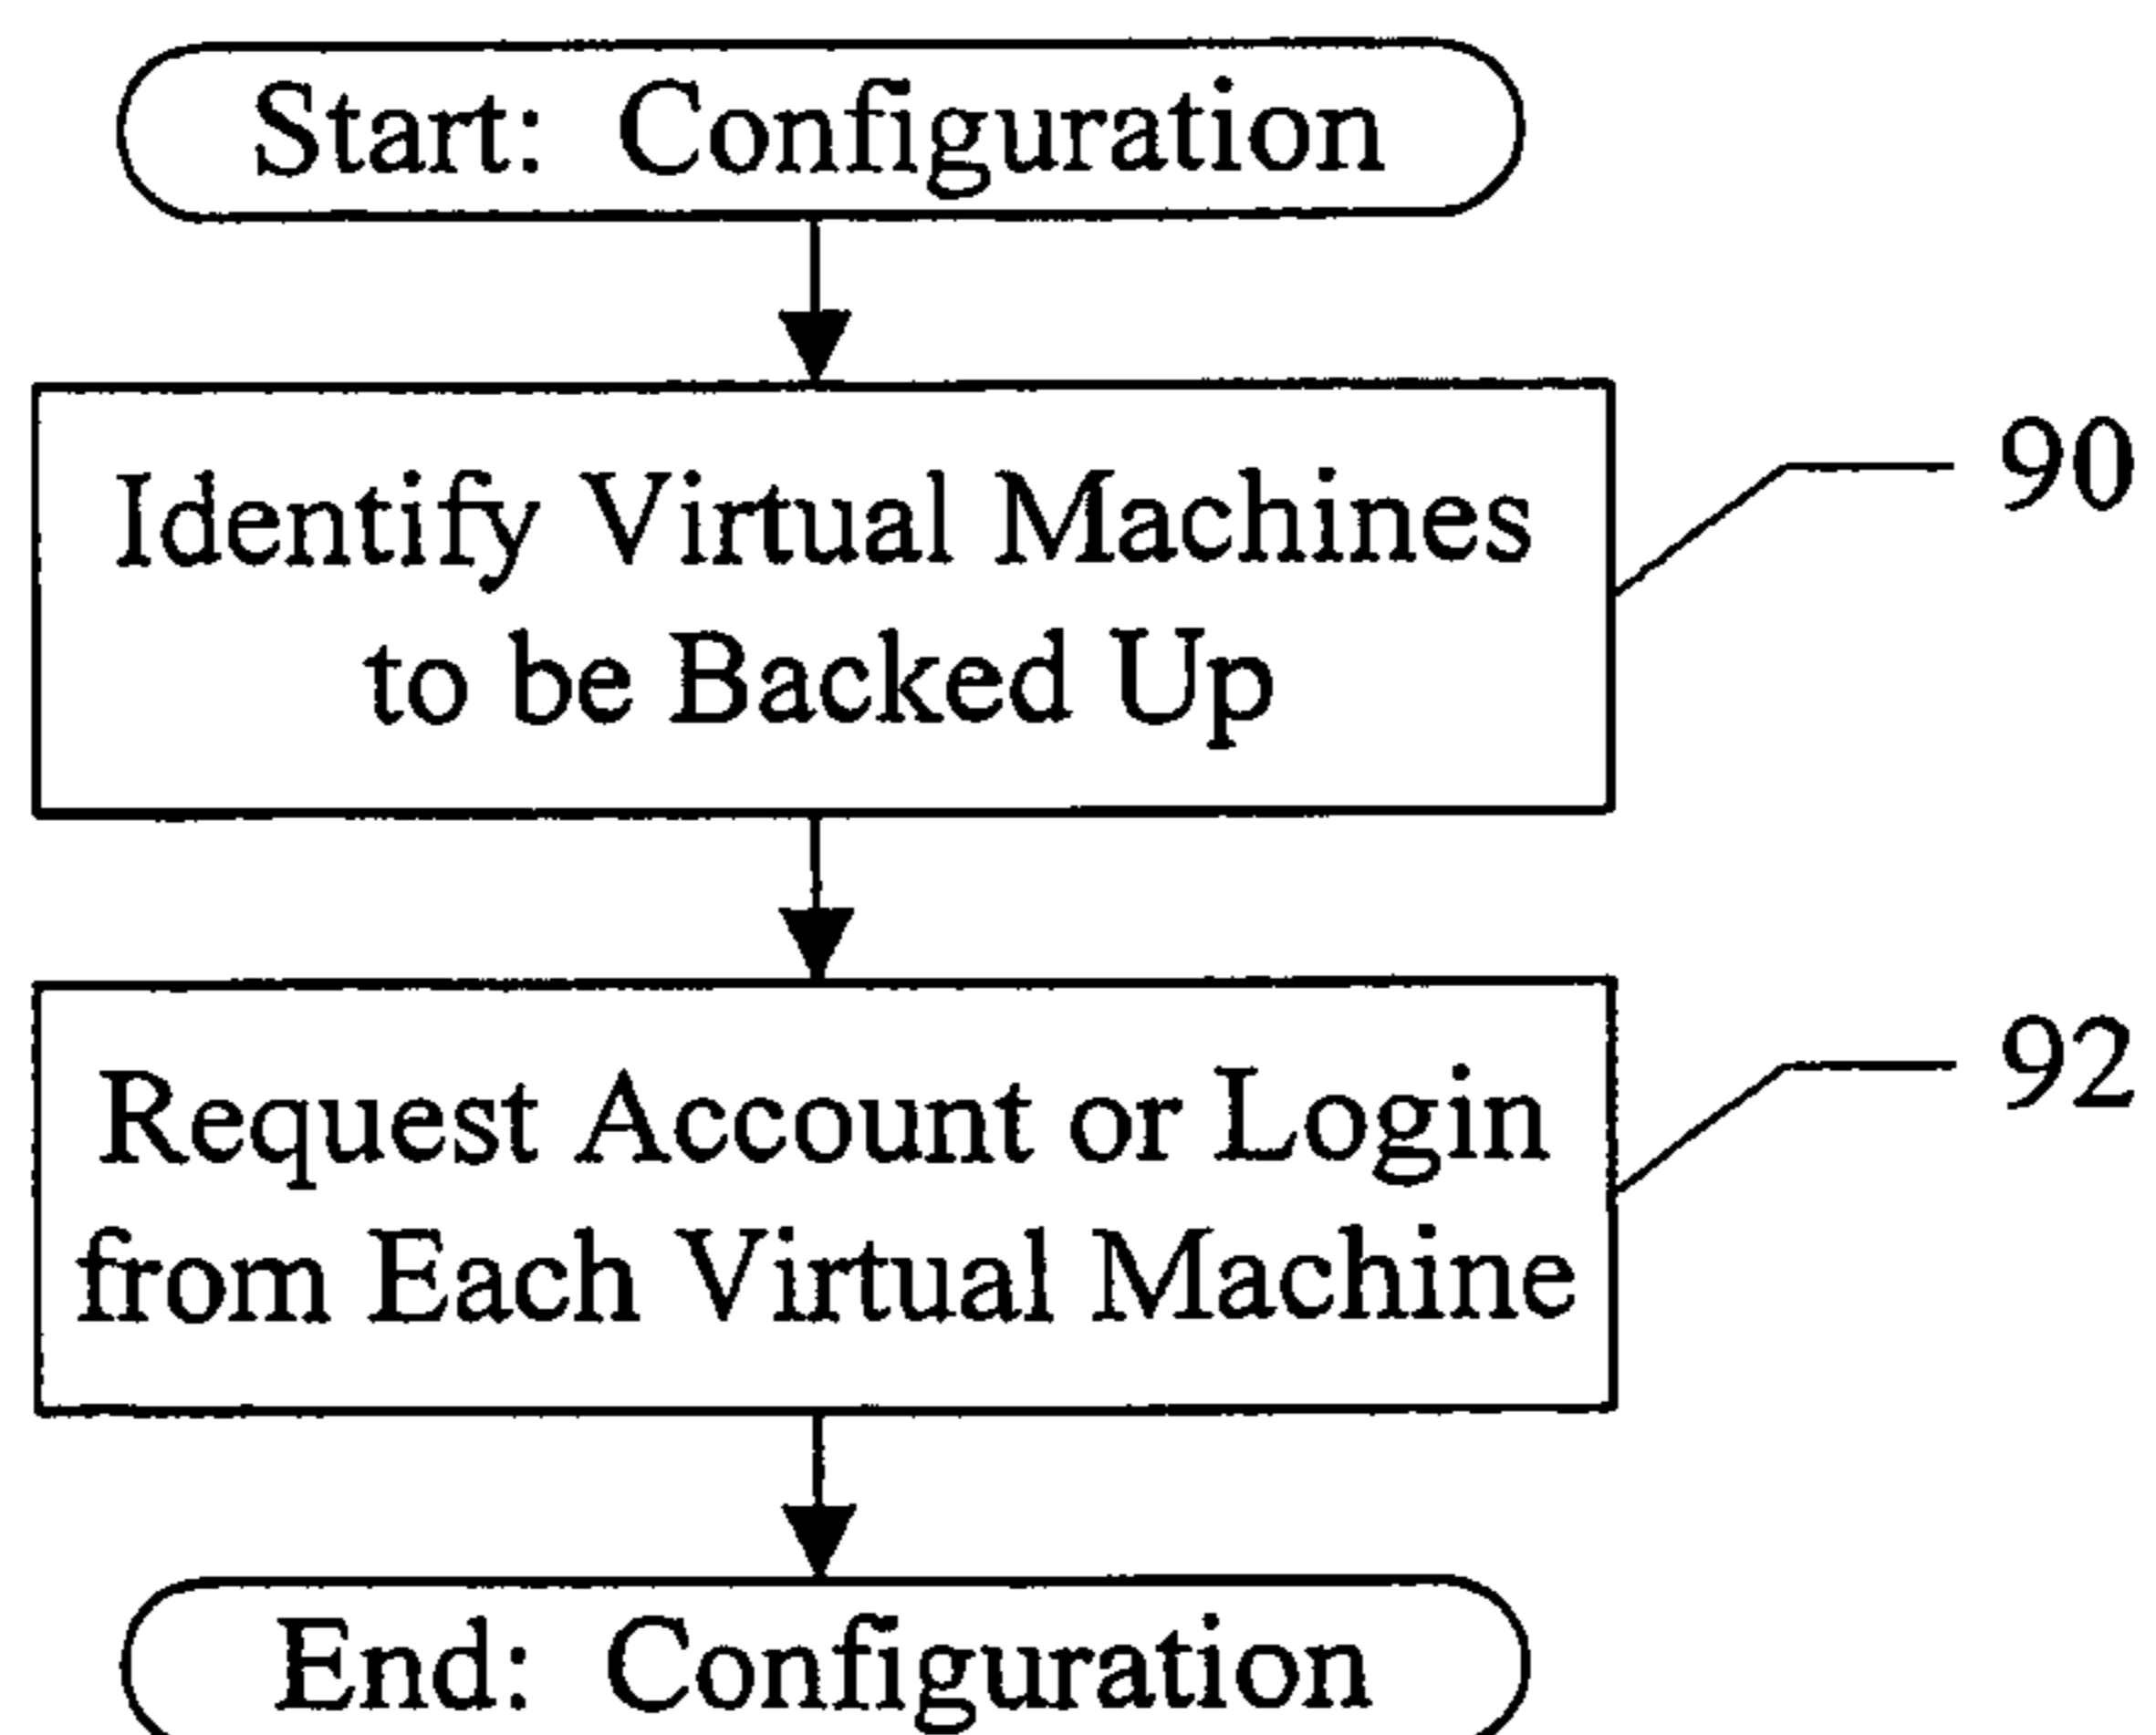 Start: Configuration
Identify Virtual Machines
to be Backed Up
90
Request Account or Login
from Each Virtual Machine
92
End: Configuration